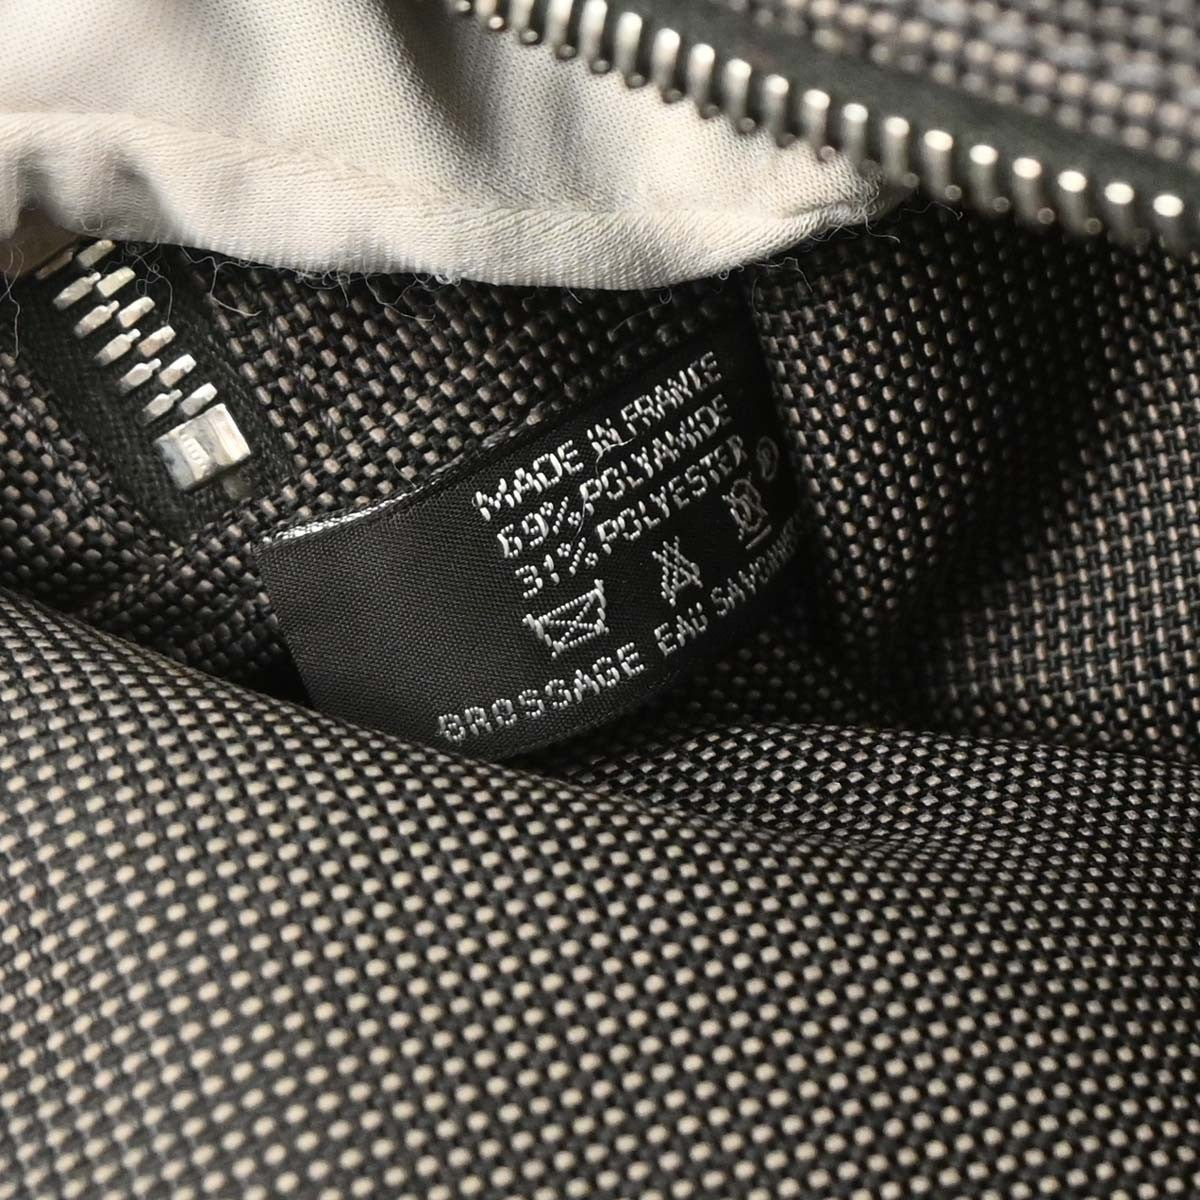 MADE IN FRANCE
69% POLYAMIDE
31% POLYESTER
BROSSAGE EAU SAVONNEUSE